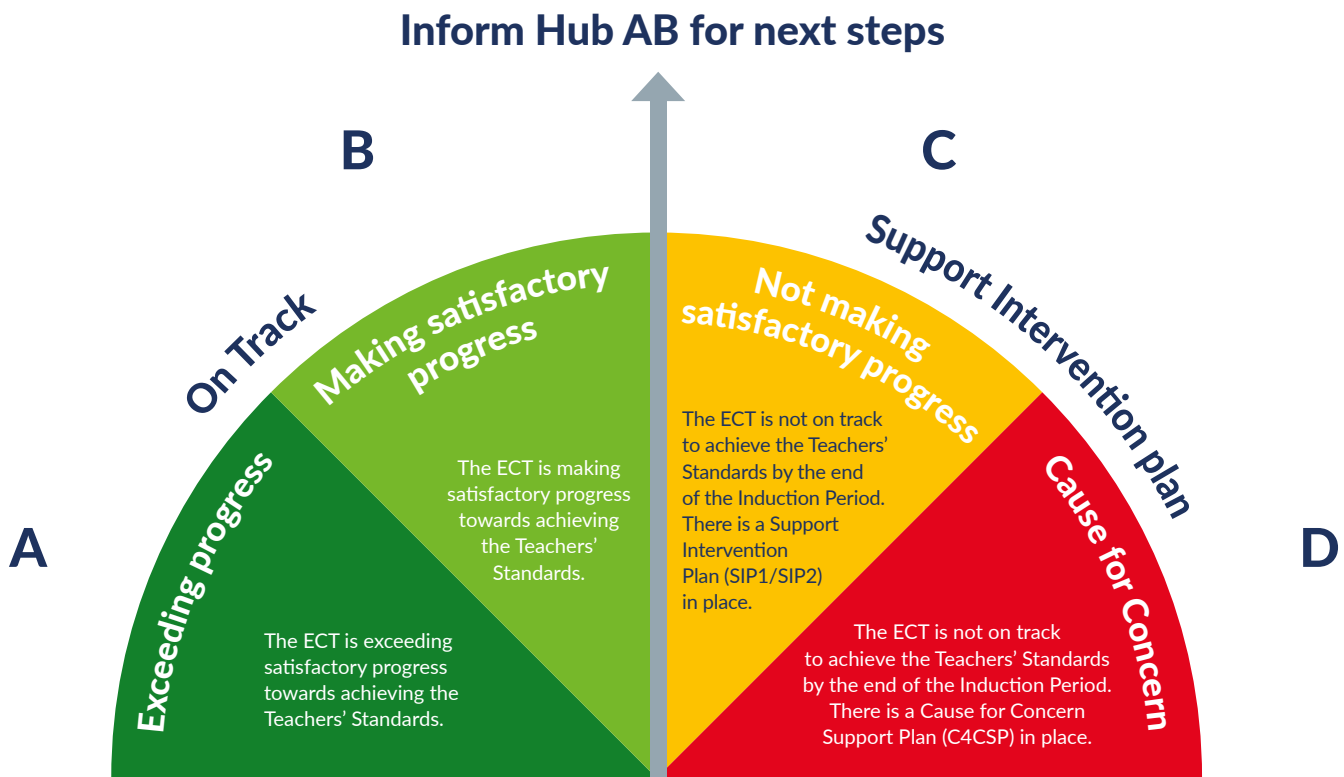 Inform Hub AB for next steps
B
C
On Track
Support Intervention plan
Making satisfactory
progress
Not making
satisfactory progress
The ECT is making
satisfactory progress
towards achieving
the Teachers’
Standards.
The ECT is not on track
to achieve the Teachers’
Standards by the end
of the Induction Period.
There is a Support
Intervention
Plan (SIP1/SIP2)
in place.
A
Exceeding progress
The ECT is exceeding
satisfactory progress
towards achieving the
Teachers’ Standards.
D
Cause for Concern
The ECT is not on track
to achieve the Teachers’ Standards
by the end of the Induction Period.
There is a Cause for Concern
Support Plan (C4CSP) in place.